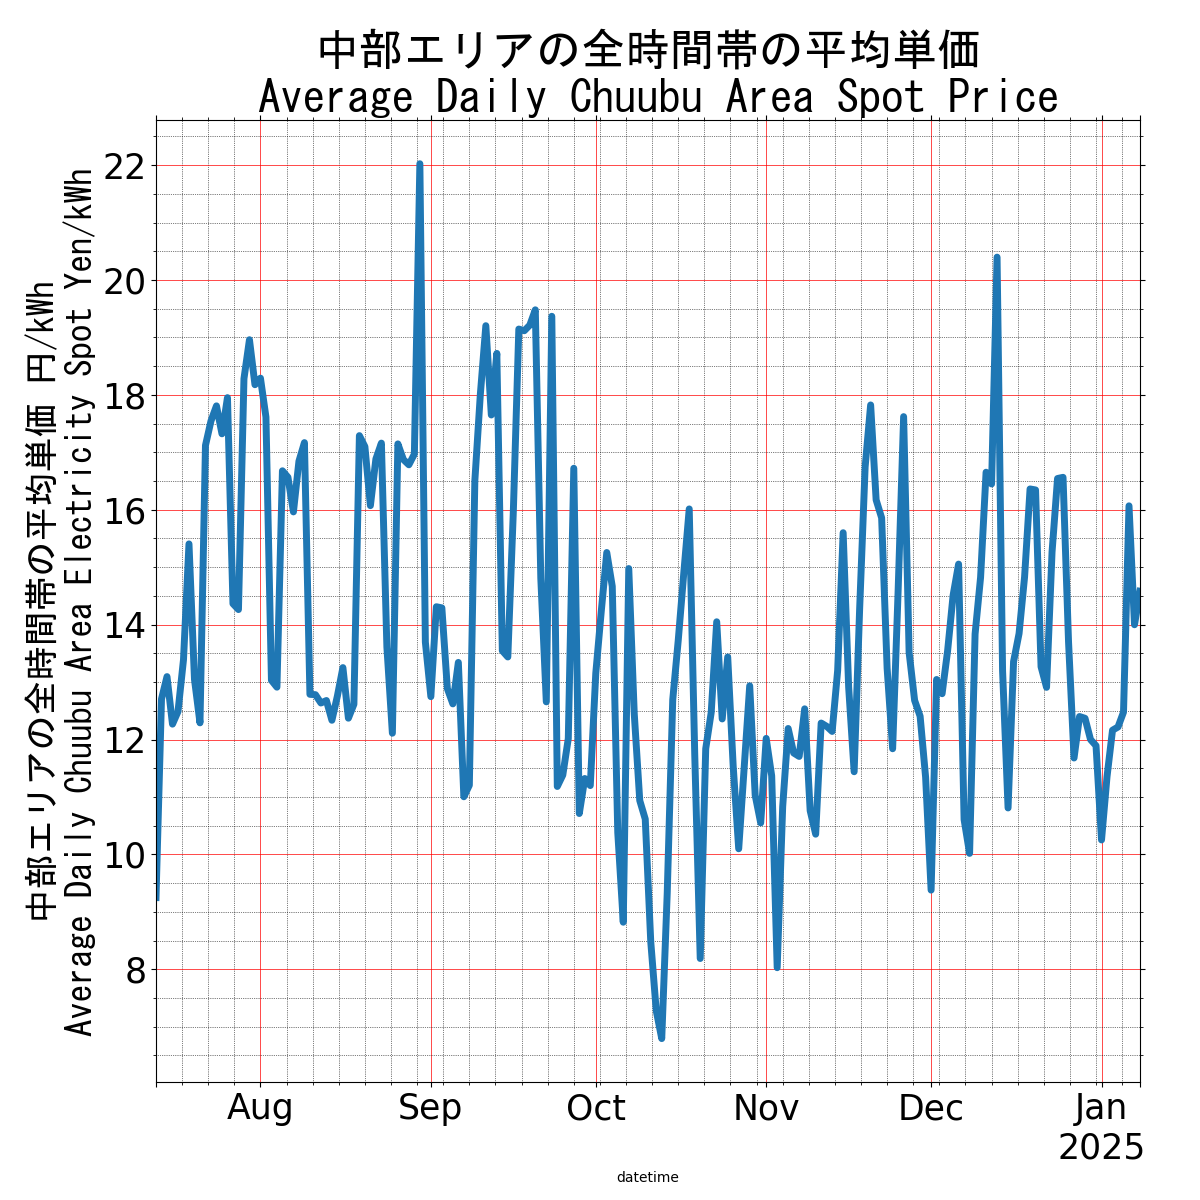 中部エリアの全時間帯の平均単価
Average Daily Chuubu Area Spot Price
中部エリアの全時間帯の平均単価 円/kWh
Average Daily Chuubu Area Electricity Spot Yen/kWh
22
20
18
16
14
12
10
8
Aug
Sep
Oct
Nov
Dec
Jan
2025
datetime